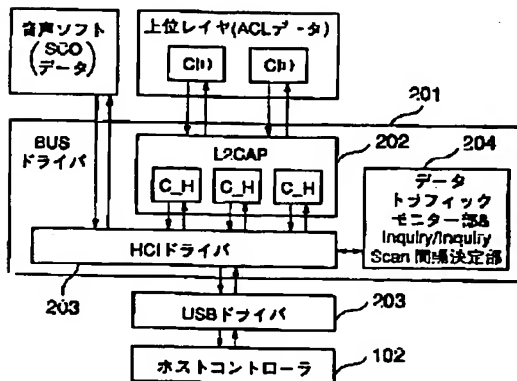 音声ソフト
(SCO)
データ
上位レイヤ(ACLデータ)
C(I)
C(I)
201
BUS
ドライバ
L2CAP
202
204
C_H
C_H
C_H
データ
トラフィック
モニター部&
Inquiry/Inquiry
Scan 間隔決定部
HCIドライバ
203
USBドライバ
203
ホストコントローラ
102